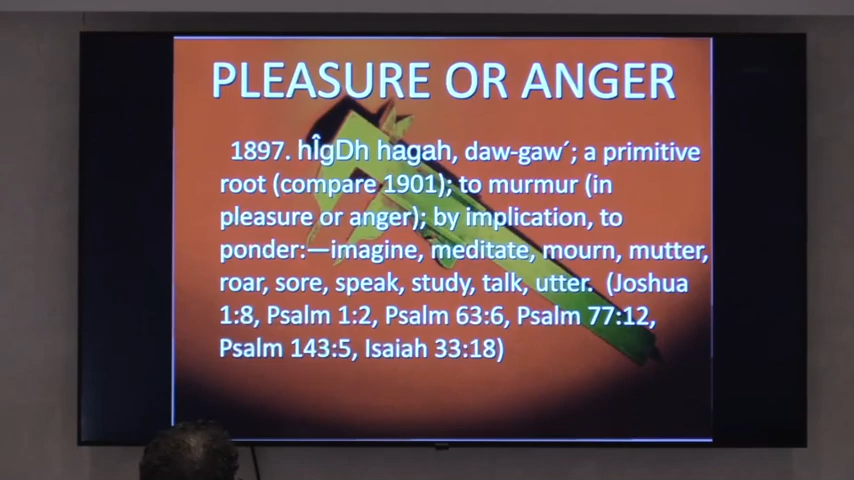 PLEASURE OR ANGER
1897. hÎgDh hagah, daw-gaw´; a primitive
root (compare 1901); to murmur (in
pleasure or anger); by implication, to
ponder:—imagine, meditate, mourn, mutter,
roar, sore, speak, study, talk, utter. (Joshua
1:8, Psalm 1:2, Psalm 63:6, Psalm 77:12,
Psalm 143:5, Isaiah 33:18)